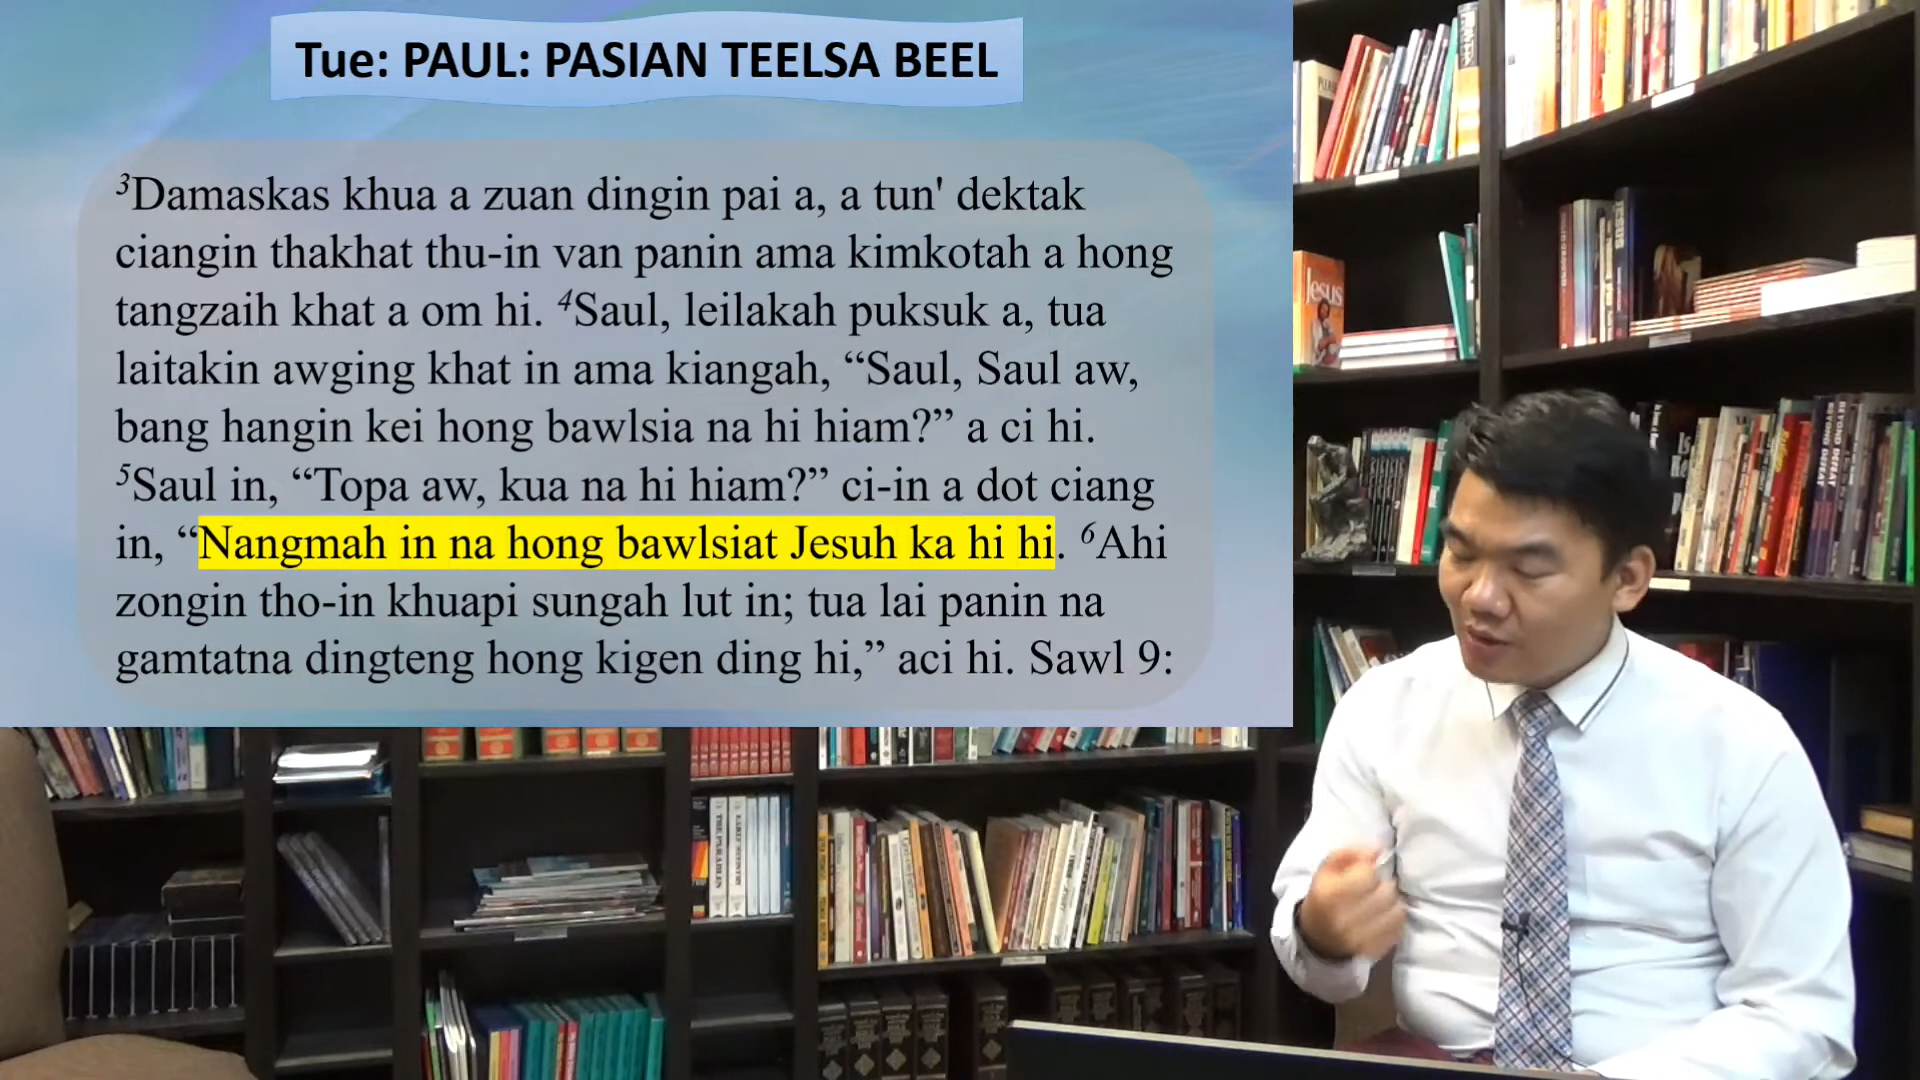 Tue: PAUL: PASIAN TEELSA BEEL
³Damaskas khua a zuan dingin pai a, a tun' dektak
ciangin thakhat thu-in van panin ama kimkotah a hong
tangzaih khat a om hi. ⁴Saul, leilakah puksuk a, tua
laitakin awging khat in ama kiangah, “Saul, Saul aw,
bang hangin kei hong bawlsia na hi hiam?” a ci hi.
⁵Saul in, “Topa aw, kua na hi hiam?” ci-in a dot ciang
in, “Nangmah in na hong bawlsiat Jesuh ka hi hi. ⁶Ahi
zongin tho-in khuapi sungah lut in; tua lai panin na
gamtatna dingteng hong kigen ding hi,” aci hi. Sawl 9:
Jesus
BEYOND DEFEAT